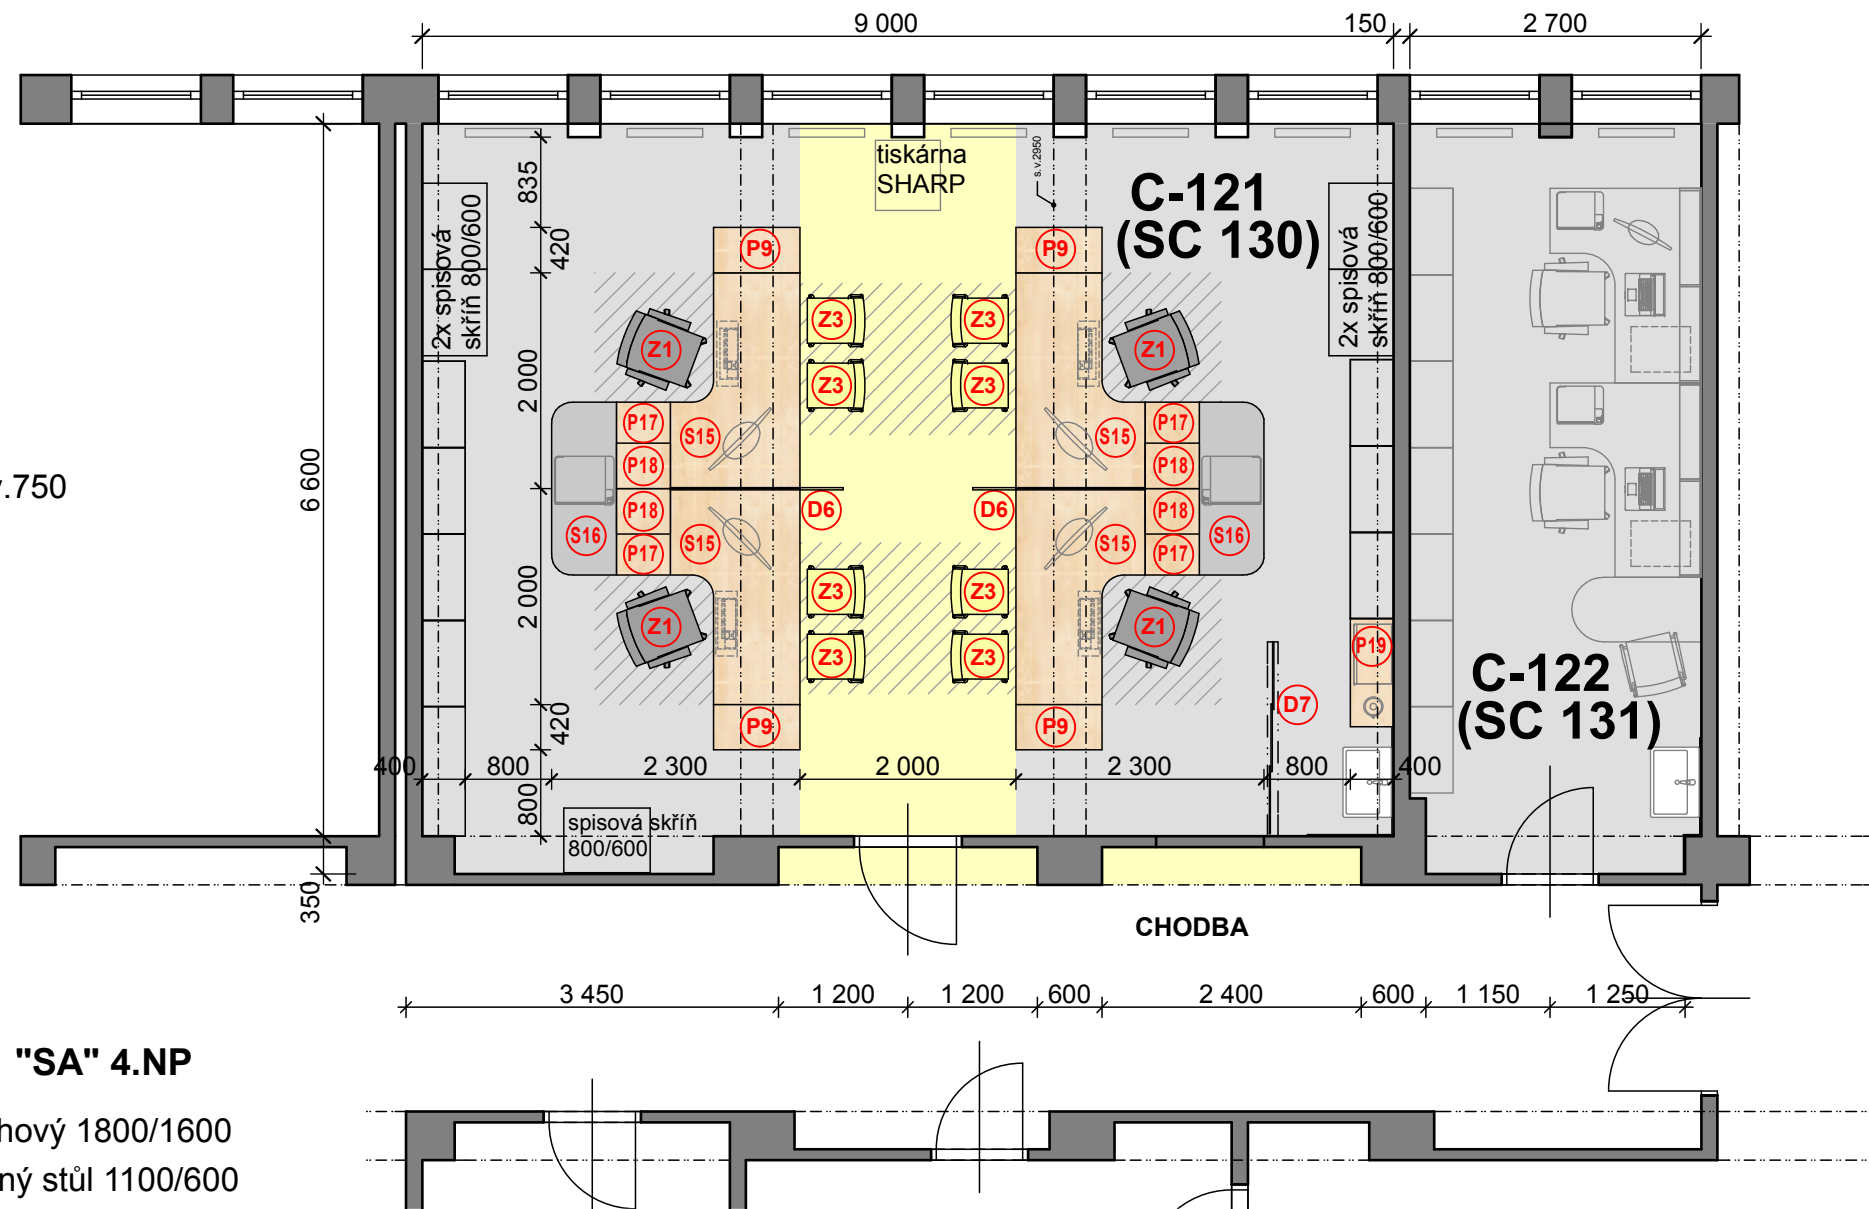 9 000
150
2 700
tiskárna
SHARP
s.v.2950
C-121
(SC 130)
835
420
2x spisová
skříň 800/600
2x spisová
skříň 800/600
P9
P9
Z3
Z3
Z1
Z1
Z3
Z3
2 000
P17
S15
S15
P17
P18
P18
6 600
v.750
D6
D6
P18
P18
S16
S15
S15
S16
P17
P17
2 000
Z3
Z3
Z1
Z1
Z3
Z3
P19
C-122
(SC 131)
D7
420
P9
P9
400
800
2 300
2 000
2 300
800
400
800
spisová skříň
800/600
350
CHODBA
3 450
1 200
1 200
600
2 400
600
1 150
1 250
"SA" 4.NP
hový 1800/1600
ný stůl 1100/600